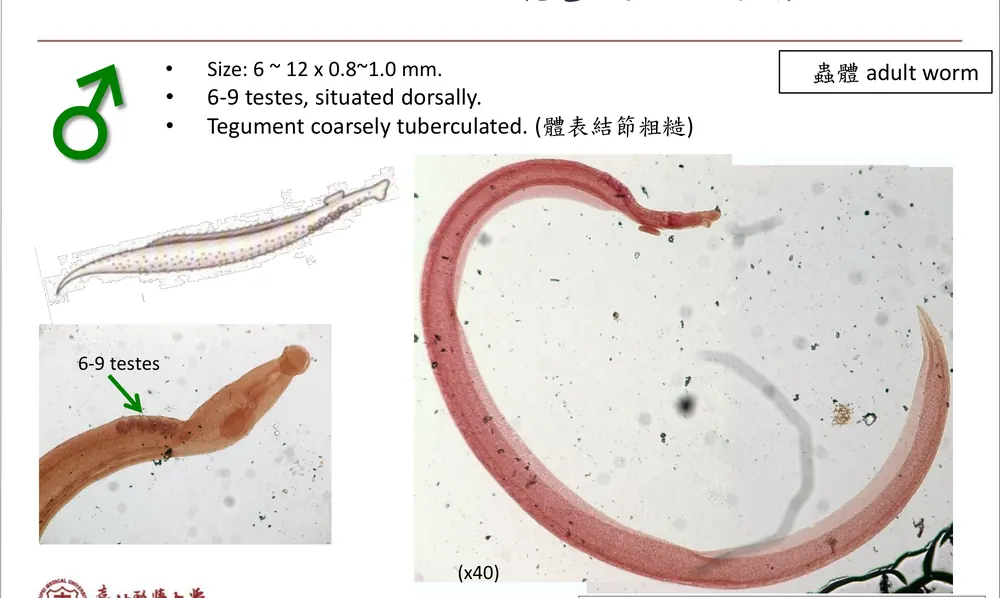 • Size: 6 ~ 12 x 0.8~1.0 mm.
• 6-9 testes, situated dorsally.
• Tegument coarsely tuberculated. (體表結節粗糙)
蟲體 adult worm
6-9 testes
(x40)